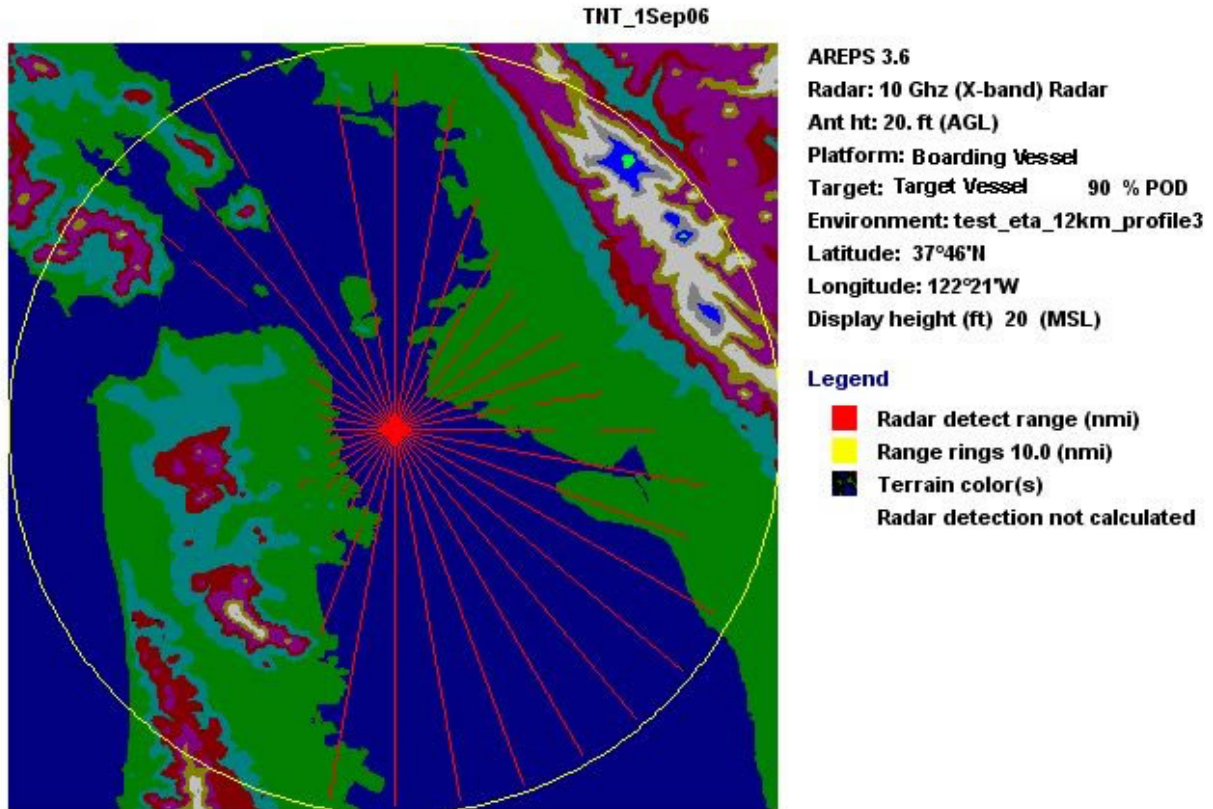 TNT_1Sep06
AREPS 3.6
Radar: 10 Ghz (X-band) Radar
Ant ht: 20. ft (AGL)
Platform: Boarding Vessel
Target: Target Vessel 90 % POD
Environment: test_eta_12km_profile3
Latitude: 37°46'N
Longitude: 122°21'W
Display height (ft) 20 (MSL)
Legend
Radar detect range (nmi)
Range rings 10.0 (nmi)
Terrain color(s)
Radar detection not calculated